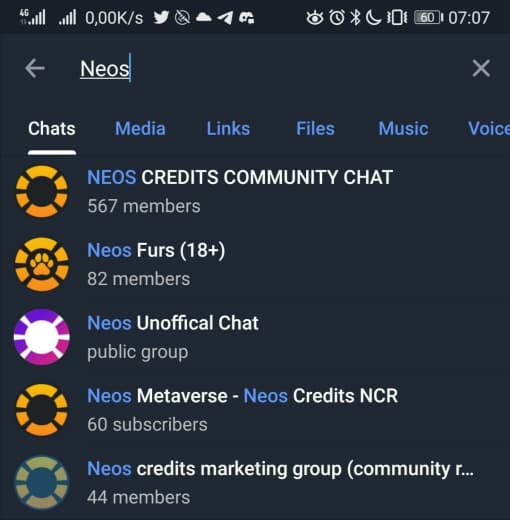 4G 0,00K/s 60 07:07
Neos
Chats Media Links Files Music Voice
NEOS CREDITS COMMUNITY CHAT
567 members
Neos Furs (18+)
82 members
Neos Unoffical Chat
public group
Neos Metaverse - Neos Credits NCR
60 subscribers
Neos credits marketing group (community r...
44 members